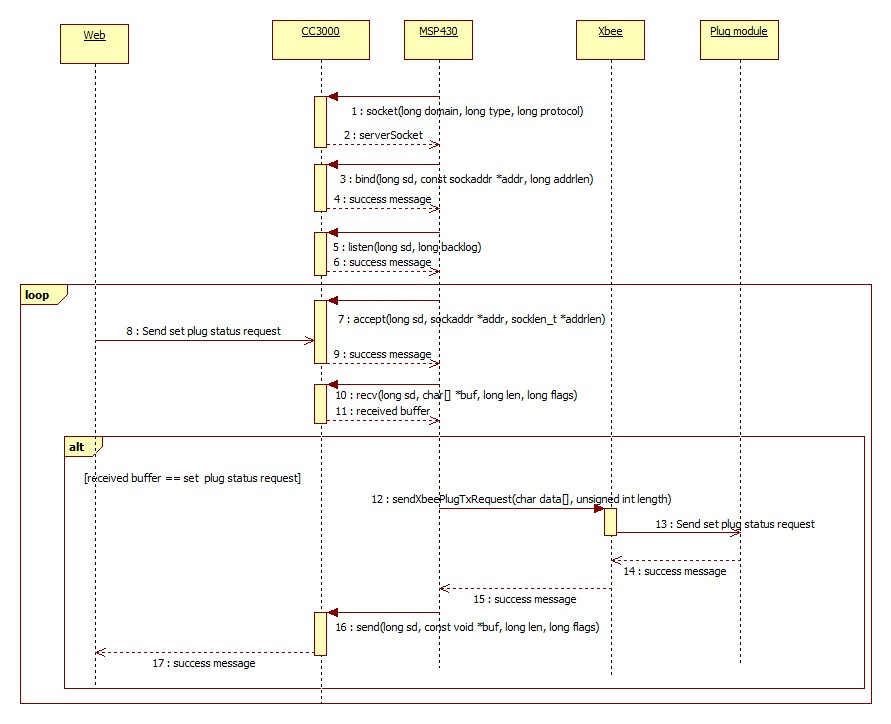 Web
CC3000
MSP430
Xbee
Plug module
1 : socket(long domain, long type, long protocol)
2 : serverSocket
3 : bind(long sd, const sockaddr *addr, long addrlen)
4 : success message
5 : listen(long sd, long backlog)
6 : success message
loop
7 : accept(long sd, sockaddr *addr, socklen_t *addrlen)
8 : Send set plug status request
9 : success message
10 : recv(long sd, char[] *buf, long len, long flags)
11 : received buffer
alt
[received buffer == set plug status request]
12 : sendXbeePlugTxRequest(char data[], unsigned int length)
13 : Send set plug status request
14 : success message
15 : success message
16 : send(long sd, const void *buf, long len, long flags)
17 : success message